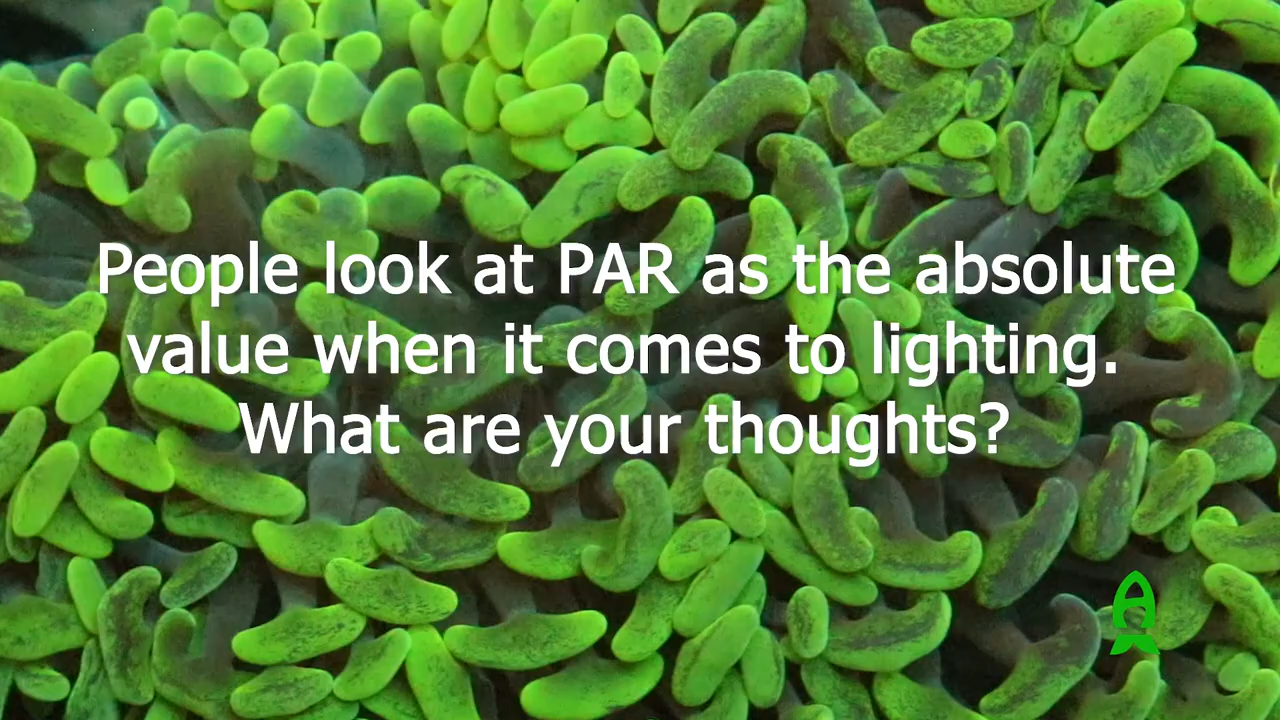 People look at PAR as the absolute
value when it comes to lighting.
What are your thoughts?